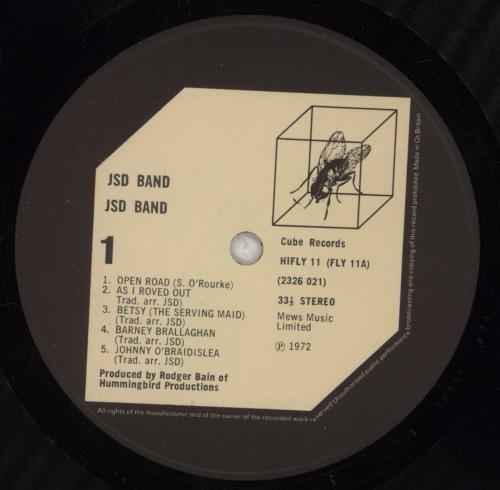 JSD BAND
JSD BAND
1
1. OPEN ROAD (S. O'Rourke)
2. AS I ROVED OUT
Trad. arr. JSD)
3. BETSY (THE SERVING MAID)
(Trad. arr. JSD)
4. BARNEY BRALLAGHAN
(Trad. arr. JSD)
5. JOHNNY O'BRAIDISLEA
(Trad. arr. JSD)
Produced by Rodger Bain of
Hummingbird Productions
Cube Records
HIFLY 11 (FLY 11A)
(2326 021)
33⅓ STEREO
Mews Music
Limited
℗ 1972
All rights of the manufacturer and of the owner of the recorded work reserved Unauthorised public performance broadcasting and copying of this record prohibited. Made in Gt. Britain